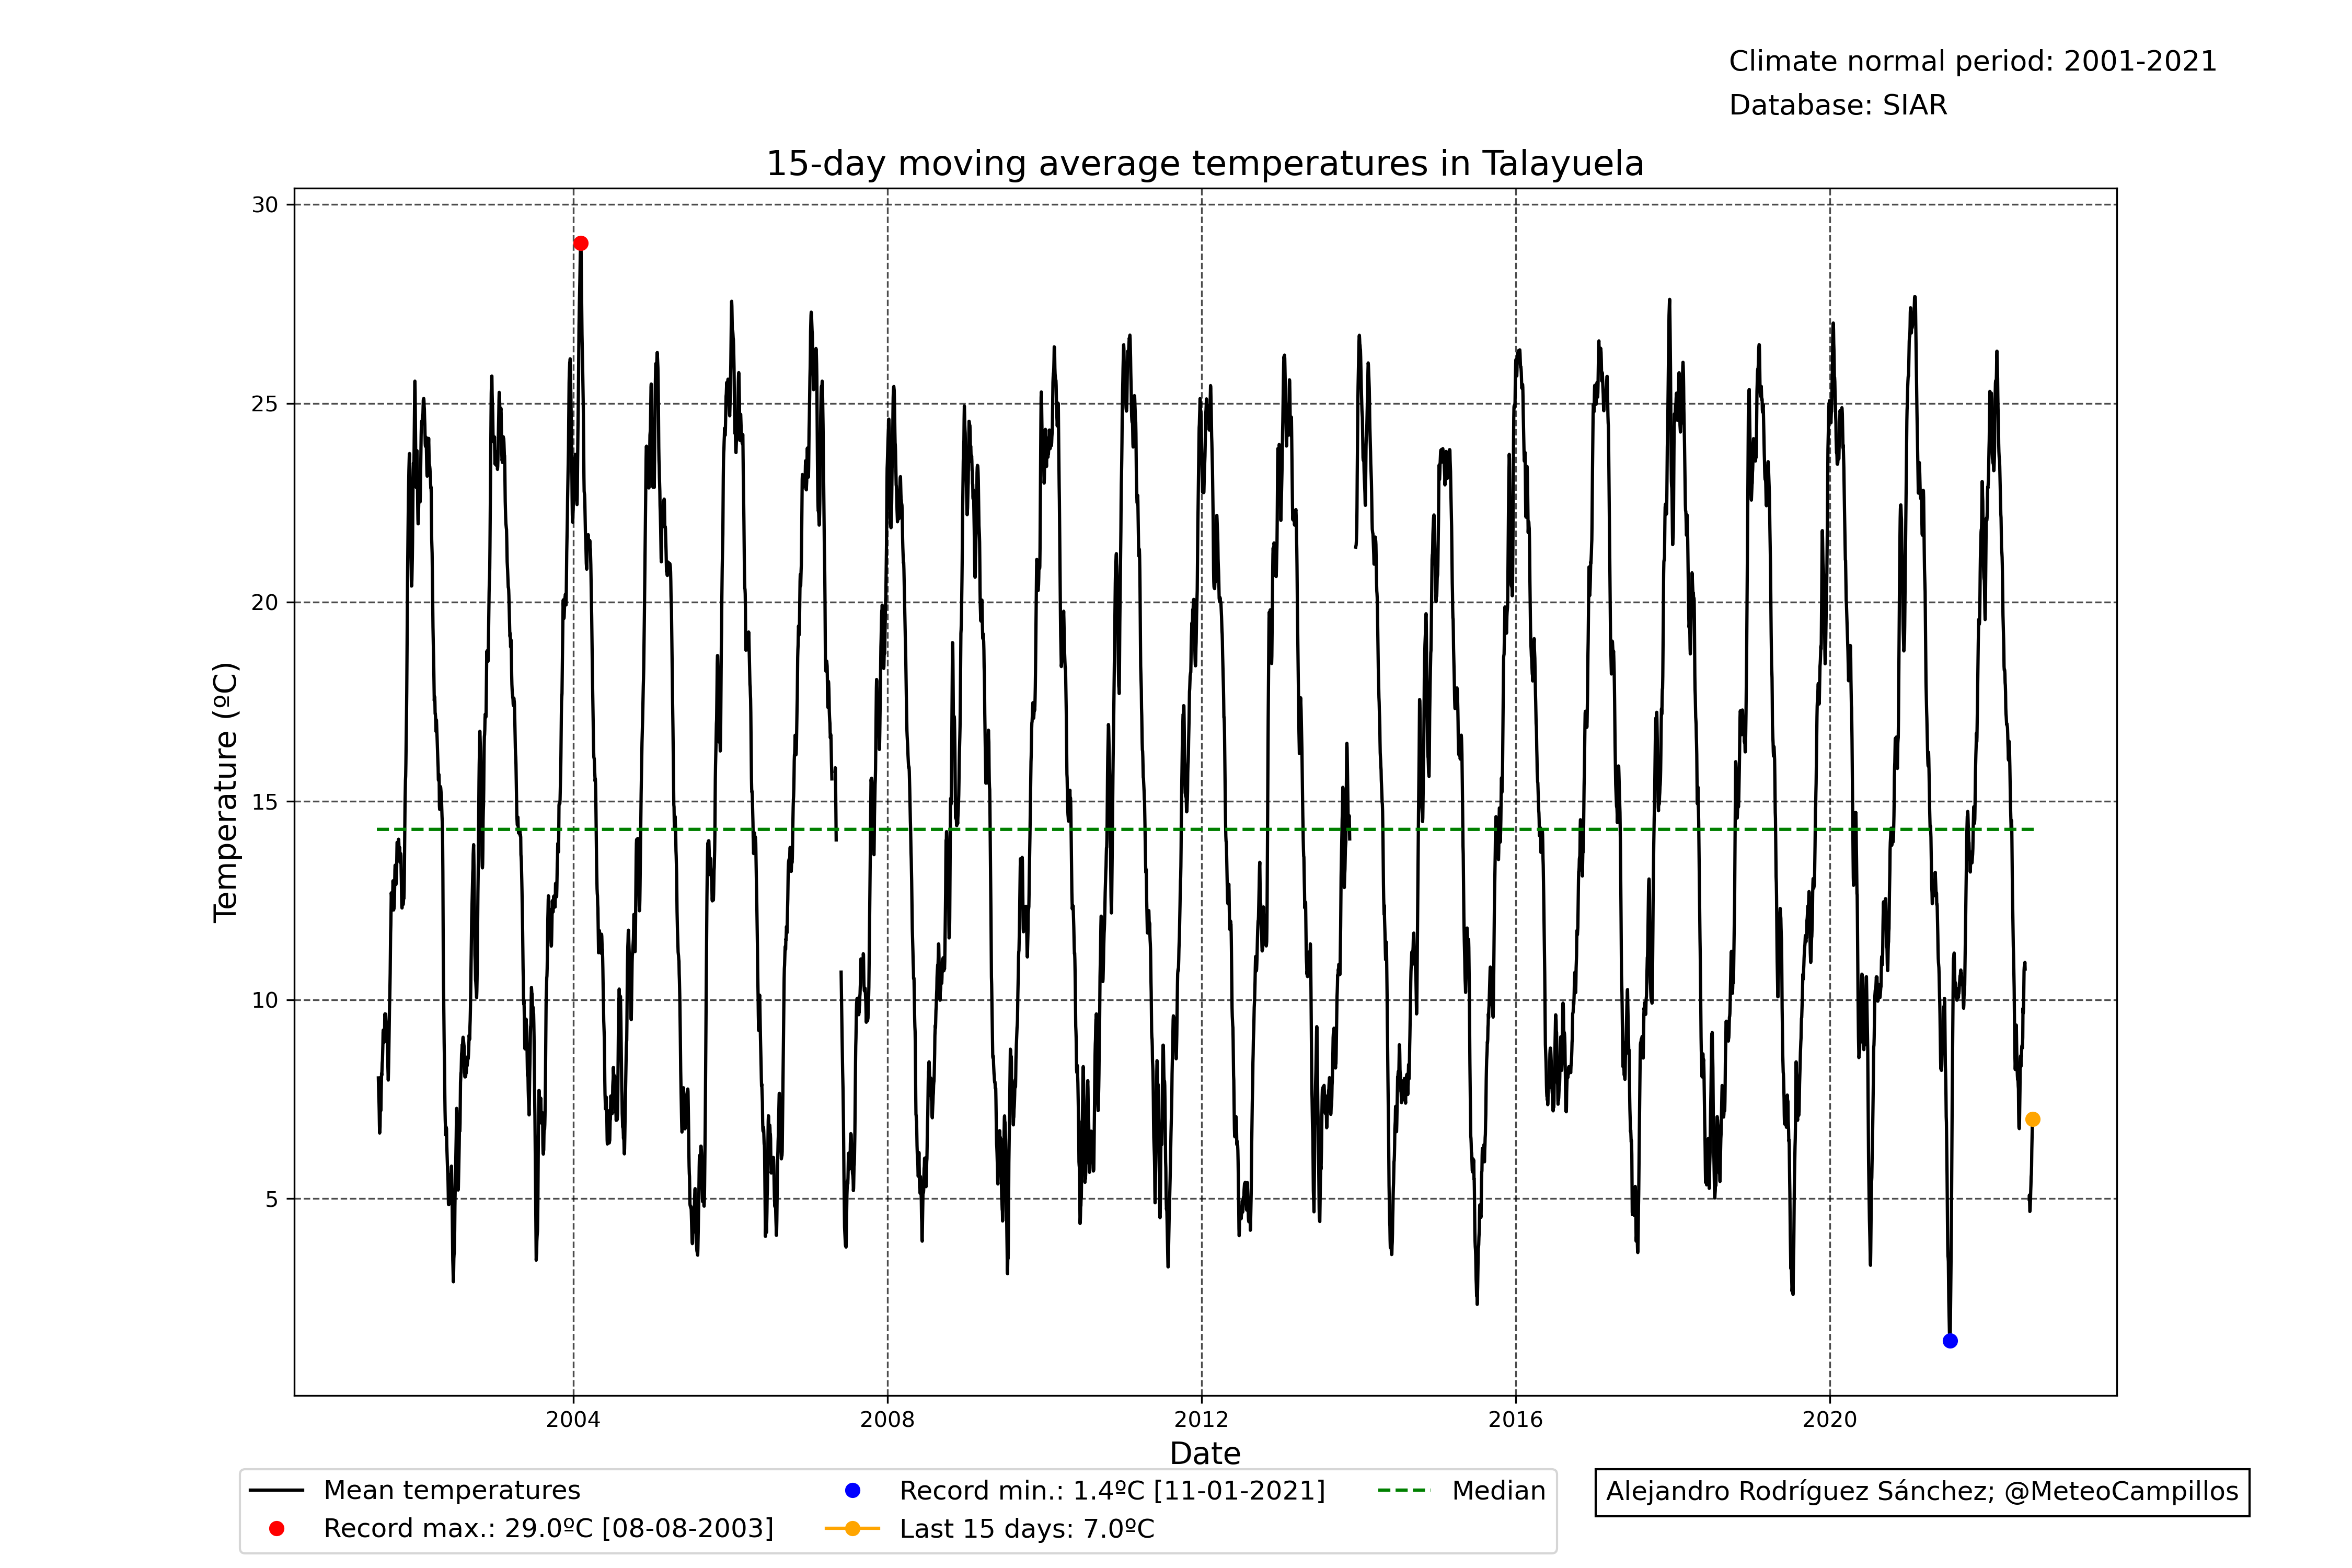 Climate normal period: 2001-2021
Database: SIAR
15-day moving average temperatures in Talayuela
30
25
20
15
10
5
Temperature (ºC)
2004 2008 2012 2016 2020
Date
Mean temperatures
Record max.: 29.0ºC [08-08-2003]
Record min.: 1.4ºC [11-01-2021]
Last 15 days: 7.0ºC
Median
Alejandro Rodríguez Sánchez; @MeteoCampillos